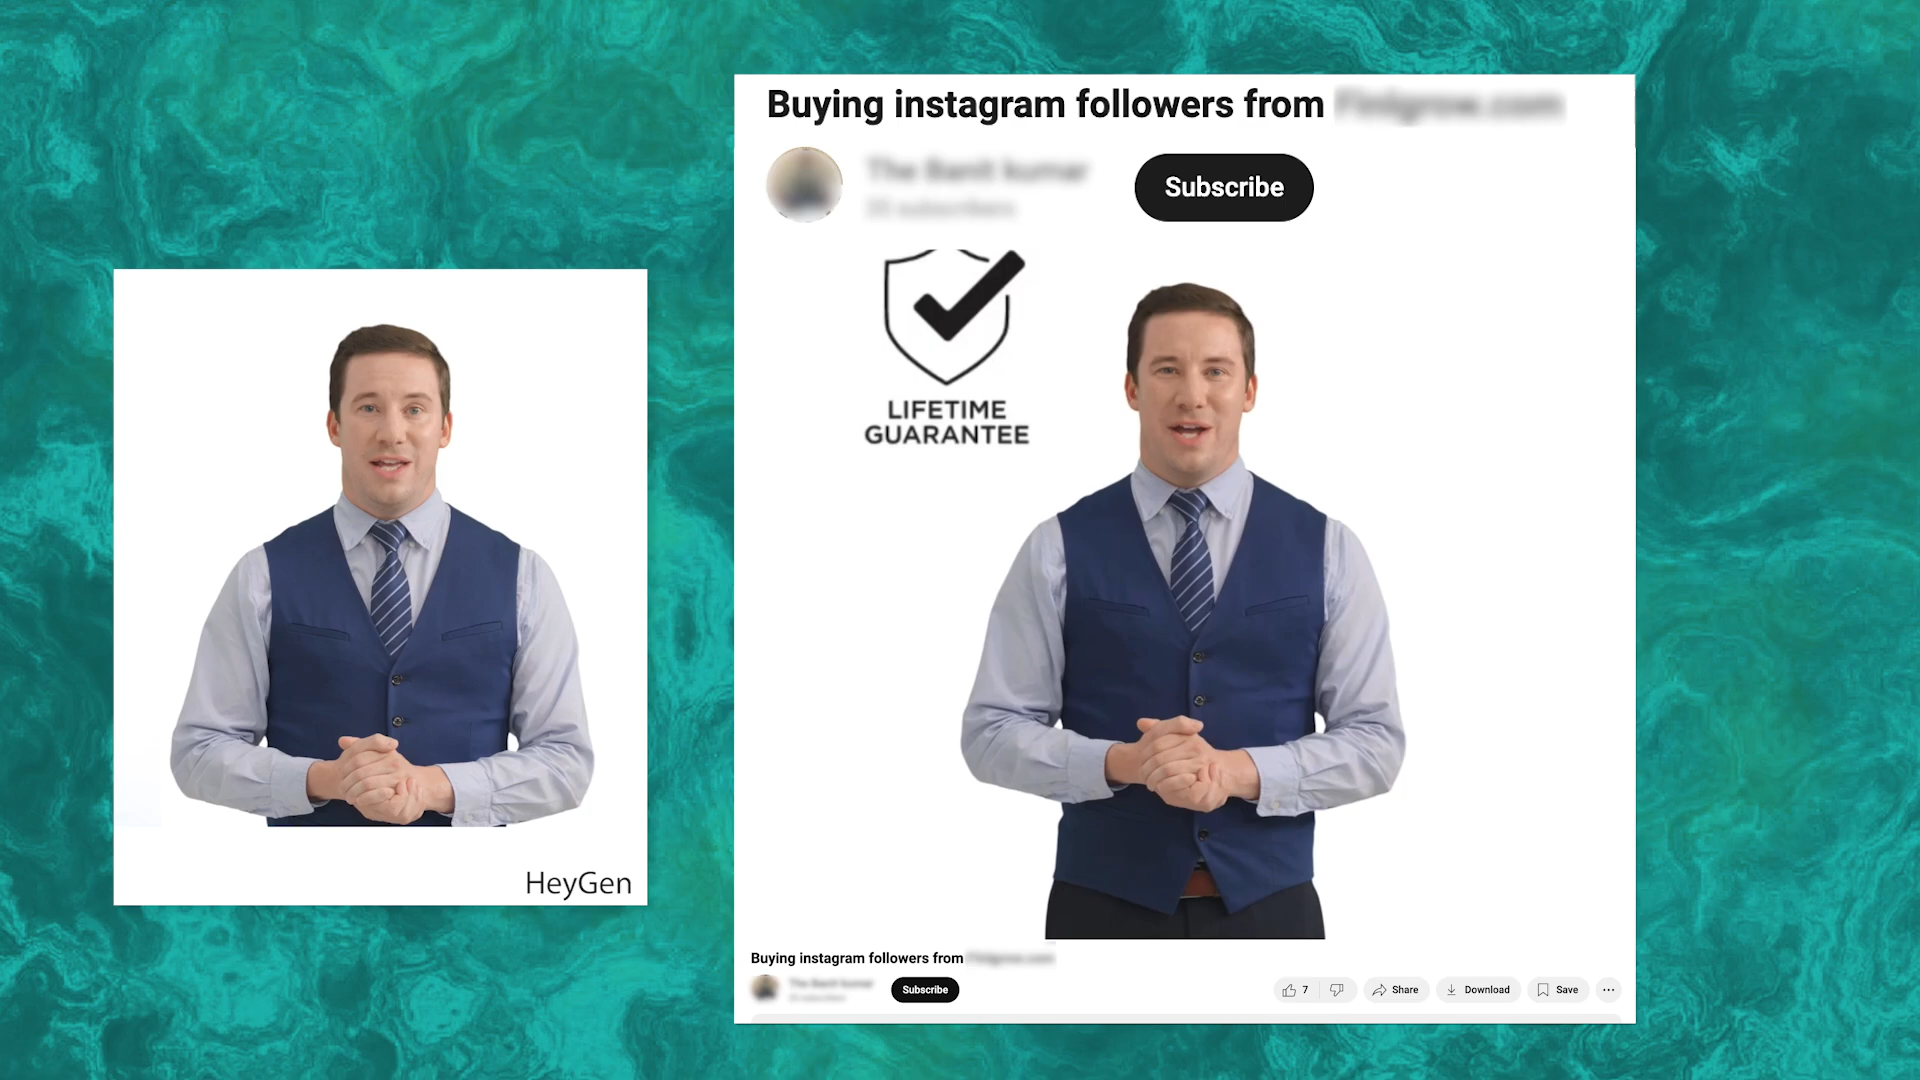 Buying instagram followers from
Subscribe
LIFETIME
GUARANTEE
HeyGen
Buying instagram followers from
Subscribe
7
Share
Download
Save